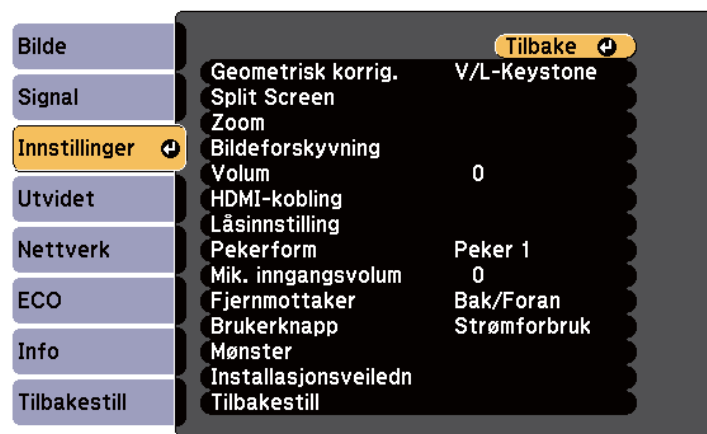 Bilde
Signal
Innstillinger
Utvidet
Nettverk
ECO
Info
Tilbakestill
Tilbake
Geometrisk korrig. V/L-Keystone
Split Screen
Zoom
Bildeforskyvning
Volum 0
HDMI-kobling
Låsinnstilling
Pekerform Peker 1
Mik. inngangsvolum 0
Fjernmottaker Bak/Foran
Brukerknapp Strømforbruk
Mønster
Installasjonsveiledn
Tilbakestill